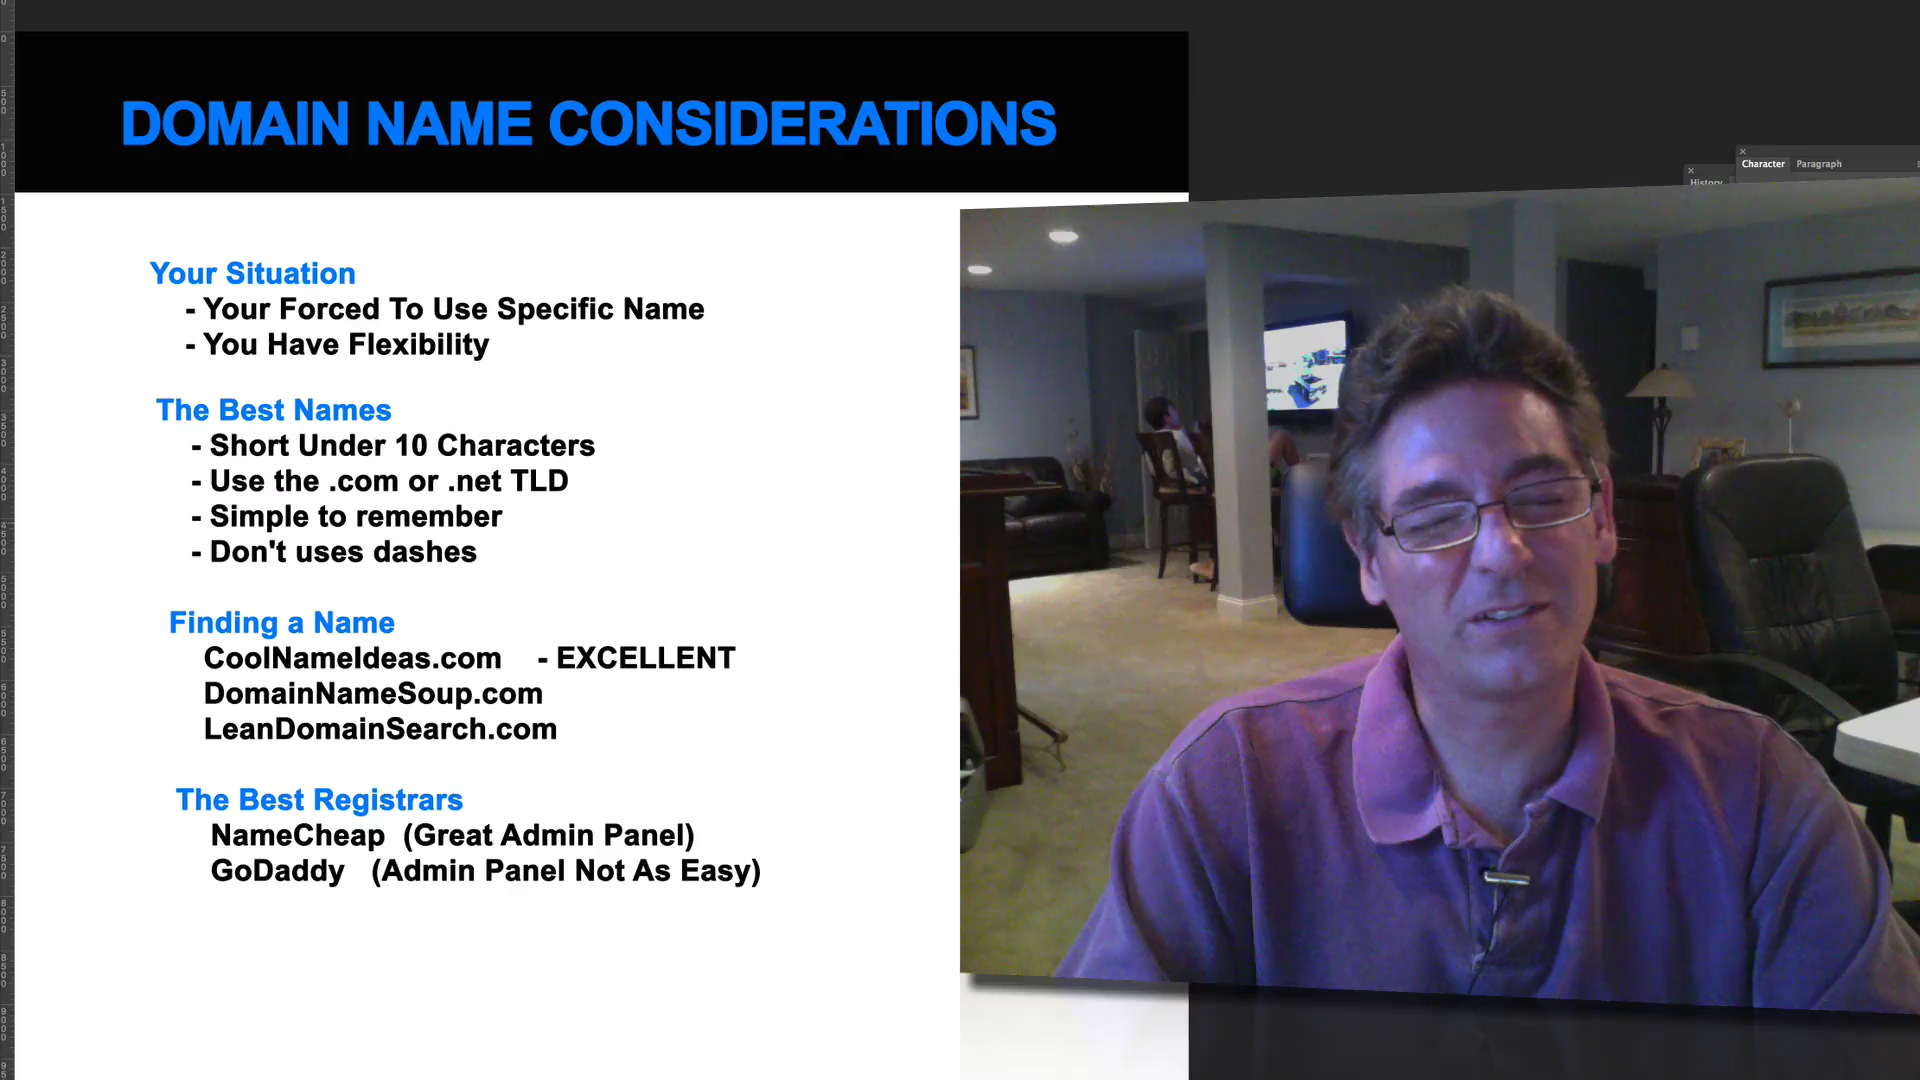 DOMAIN NAME CONSIDERATIONS
Character Paragraph
History
Your Situation
- Your Forced To Use Specific Name
- You Have Flexibility
The Best Names
- Short Under 10 Characters
- Use the .com or .net TLD
- Simple to remember
- Don't uses dashes
Finding a Name
CoolNameIdeas.com - EXCELLENT
DomainNameSoup.com
LeanDomainSearch.com
The Best Registrars
NameCheap (Great Admin Panel)
GoDaddy (Admin Panel Not As Easy)